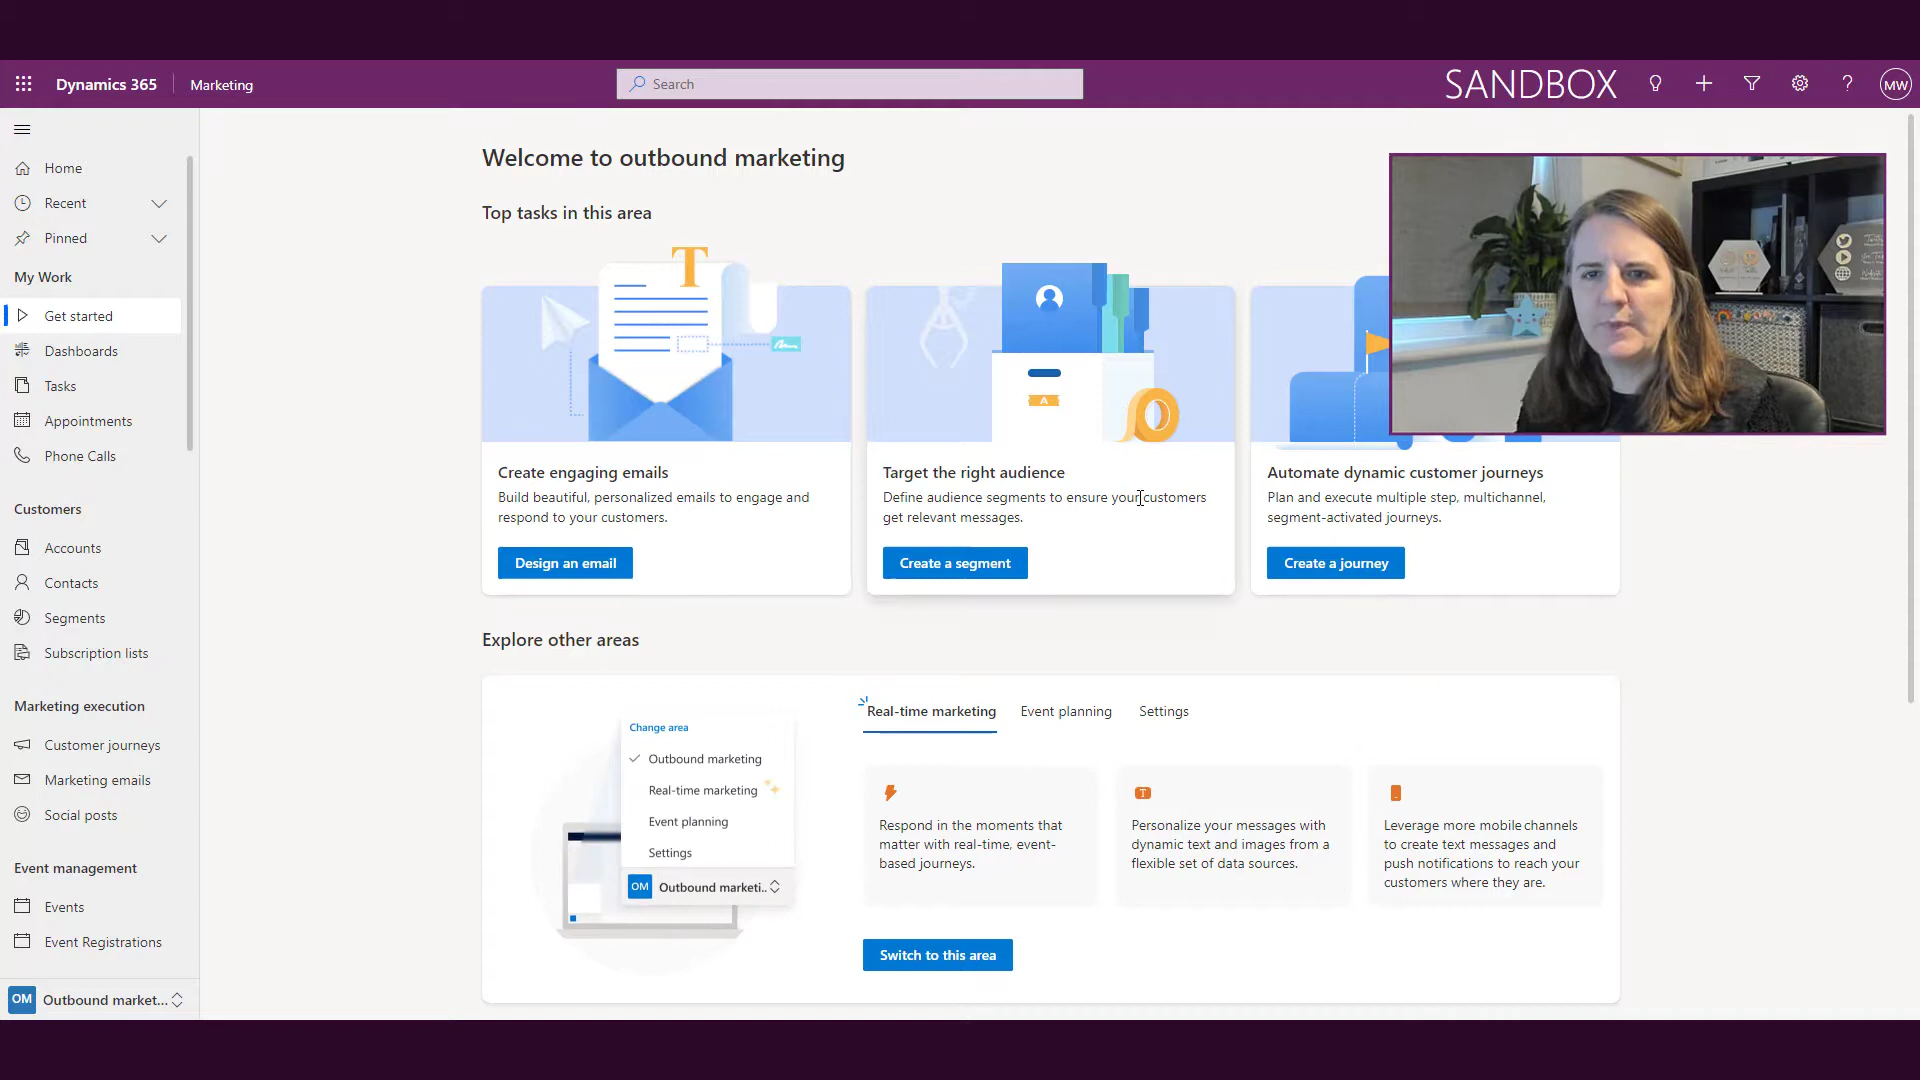 Dynamics 365
Marketing
Search
SANDBOX
MW
Home
Recent
Pinned
My Work
Get started
Dashboards
Tasks
Appointments
Phone Calls
Customers
Accounts
Contacts
Segments
Subscription lists
Marketing execution
Customer journeys
Marketing emails
Social posts
Event management
Events
Event Registrations
OM Outbound market...
Welcome to outbound marketing
Top tasks in this area
T
Create engaging emails
Build beautiful, personalized emails to engage and
respond to your customers.
Design an email
A
Target the right audience
Define audience segments to ensure your customers
get relevant messages.
Create a segment
Automate dynamic customer journeys
Plan and execute multiple step, multichannel,
segment-activated journeys.
Create a journey
Explore other areas
Change area
Outbound marketing
Real-time marketing
Event planning
Settings
OM Outbound marketi..
Real-time marketing
Event planning
Settings
Respond in the moments that
matter with real-time, event-
based journeys.
T
Personalize your messages with
dynamic text and images from a
flexible set of data sources.
Leverage more mobile channels
to create text messages and
push notifications to reach your
customers where they are.
Switch to this area